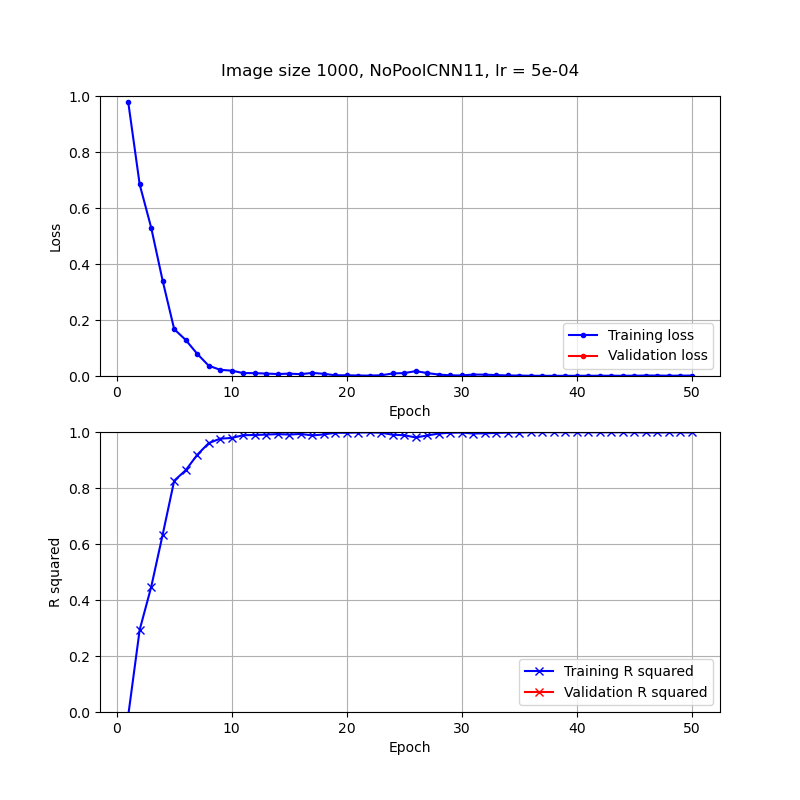 Image size 1000, NoPoolCNN11, lr = 5e-04
1.0
0.8
0.6
0.4
0.2
0.0
Loss
Training loss
Validation loss
0 10 20 30 40 50
Epoch
1.0
0.8
0.6
0.4
0.2
0.0
R squared
Training R squared
Validation R squared
0 10 20 30 40 50
Epoch